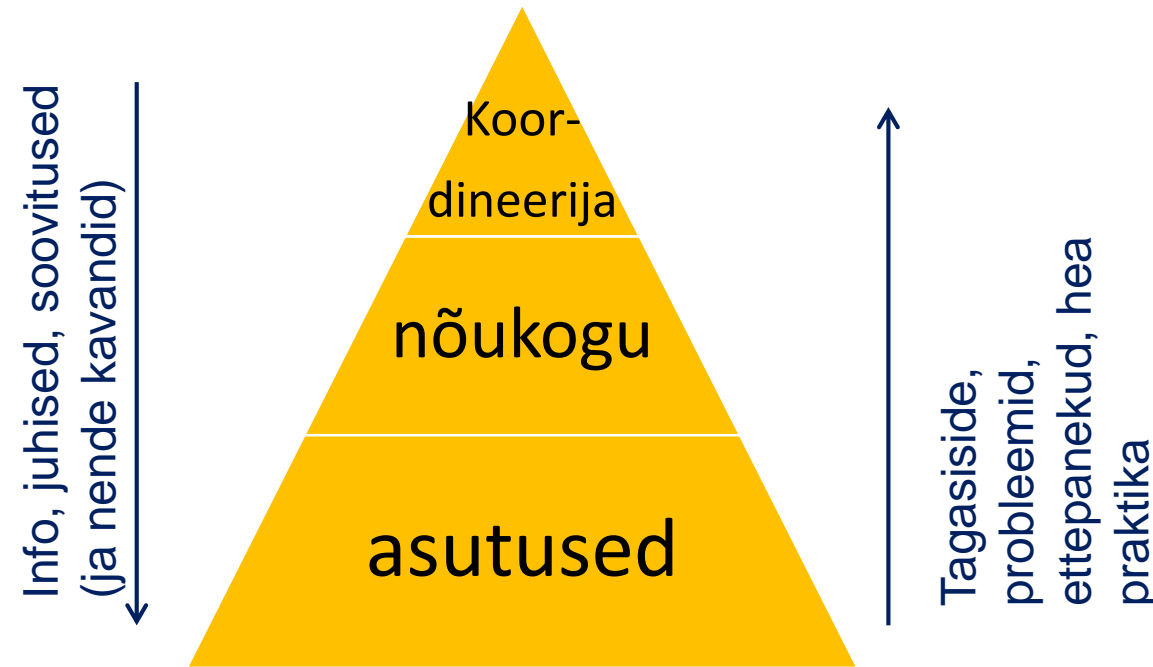 Info, juhised, soovitused
(ja nende kavandid)
Koor-
dineerija
nõukogu
asutused
Tagasiside,
probleemid,
ettepanekud, hea
praktika